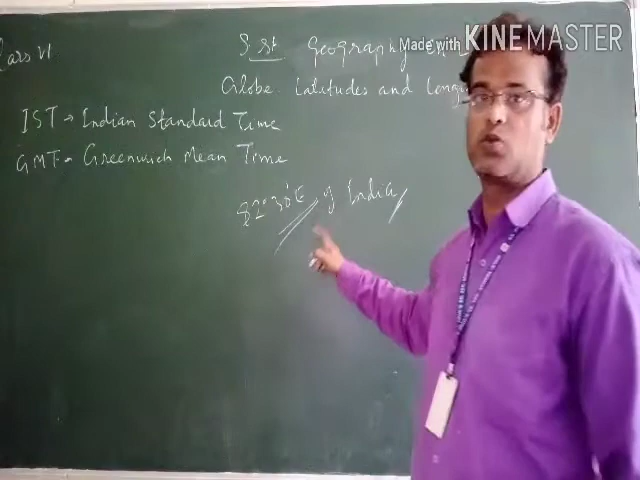 Class VI
S.st Geography Ch
Made with KINEMASTER
Globe Latitudes and Longi
IST → Indian Standard Time
GMT → Greenwich Mean Time
82°30'E of India